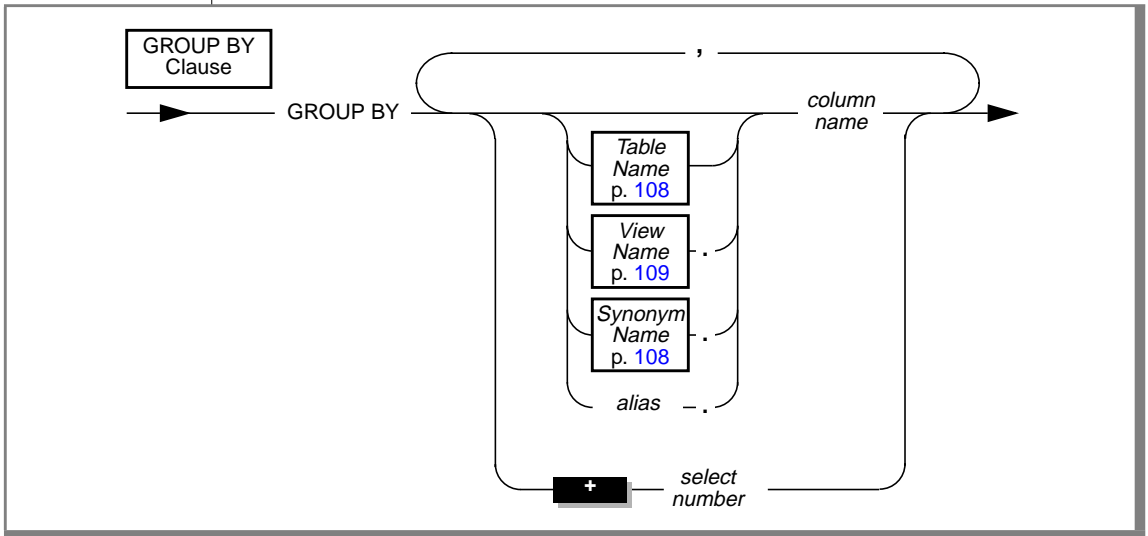 GROUP BY
Clause
,
GROUP BY
column
name
Table
Name
p. 108
View
Name
p. 109
.
Synonym
Name
p. 108
.
alias
.
+
select
number